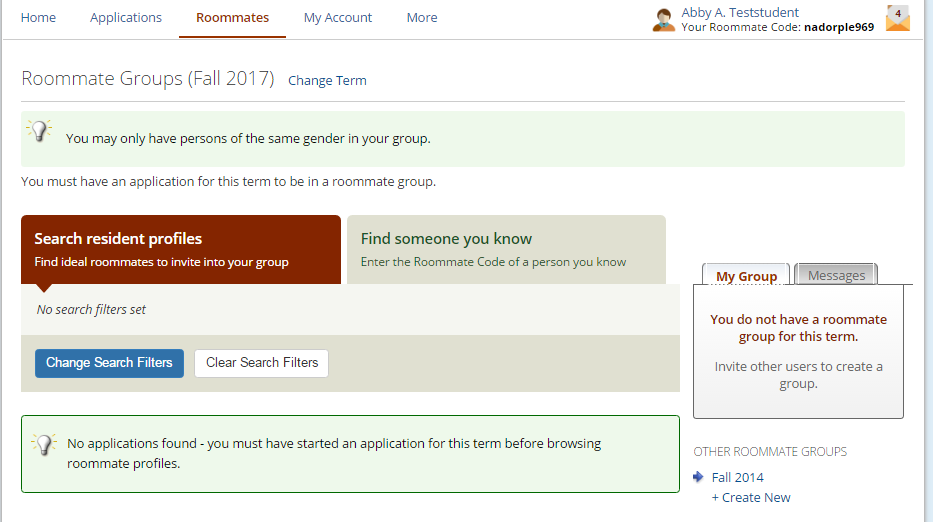 Home Applications Roommates My Account More
Abby A. Teststudent
Your Roommate Code: nadorple969
4
Roommate Groups (Fall 2017) Change Term
You may only have persons of the same gender in your group.
You must have an application for this term to be in a roommate group.
Search resident profiles
Find ideal roommates to invite into your group
Find someone you know
Enter the Roommate Code of a person you know
No search filters set
Change Search Filters Clear Search Filters
No applications found - you must have started an application for this term before browsing
roommate profiles.
My Group Messages
You do not have a roommate
group for this term.
Invite other users to create a
group.
OTHER ROOMMATE GROUPS
Fall 2014
+ Create New